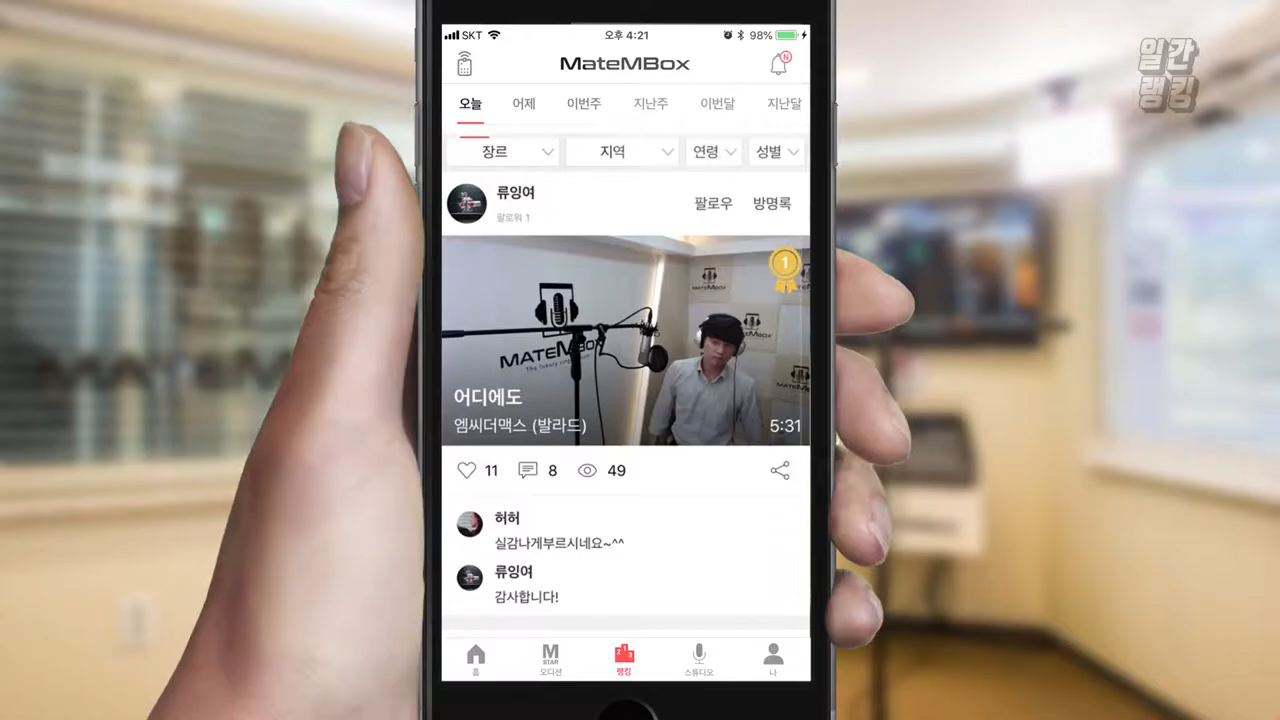 SKT 오후 4:21 98%
MateMBox N
일간
랭킹
오늘 어제 이번주 지난주 이번달 지난달
장르 지역 연령 성별
류잉여 팔로우 방명록
팔로워 1
1
MATEMBOX
MATEMBOX
어디에도
엠씨더맥스 (발라드) 5:31
11 8 49
허허
실감나게부르시네요~^^
류잉여
감사합니다!
M
STAR
홈 오디션 랭킹 스튜디오 나